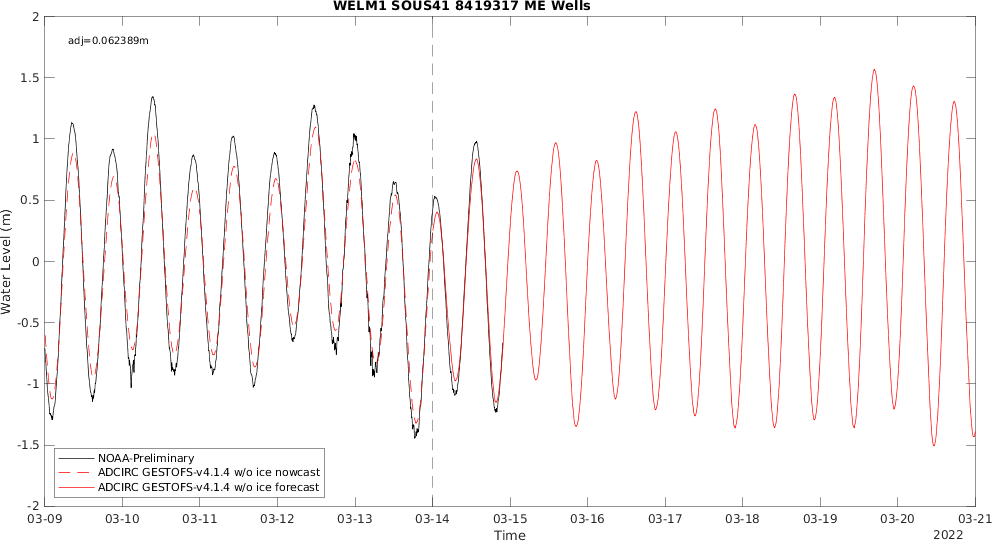 WELM1 SOUS41 8419317 ME Wells
adj=0.062389m
2
1.5
1
0.5
0
-0.5
-1
-1.5
-2
Water Level (m)
NOAA-Preliminary
ADCIRC GESTOFS-v4.1.4 w/o ice nowcast
ADCIRC GESTOFS-v4.1.4 w/o ice forecast
03-09 03-10 03-11 03-12 03-13 03-14 03-15 03-16 03-17 03-18 03-19 03-20 03-21
Time
2022